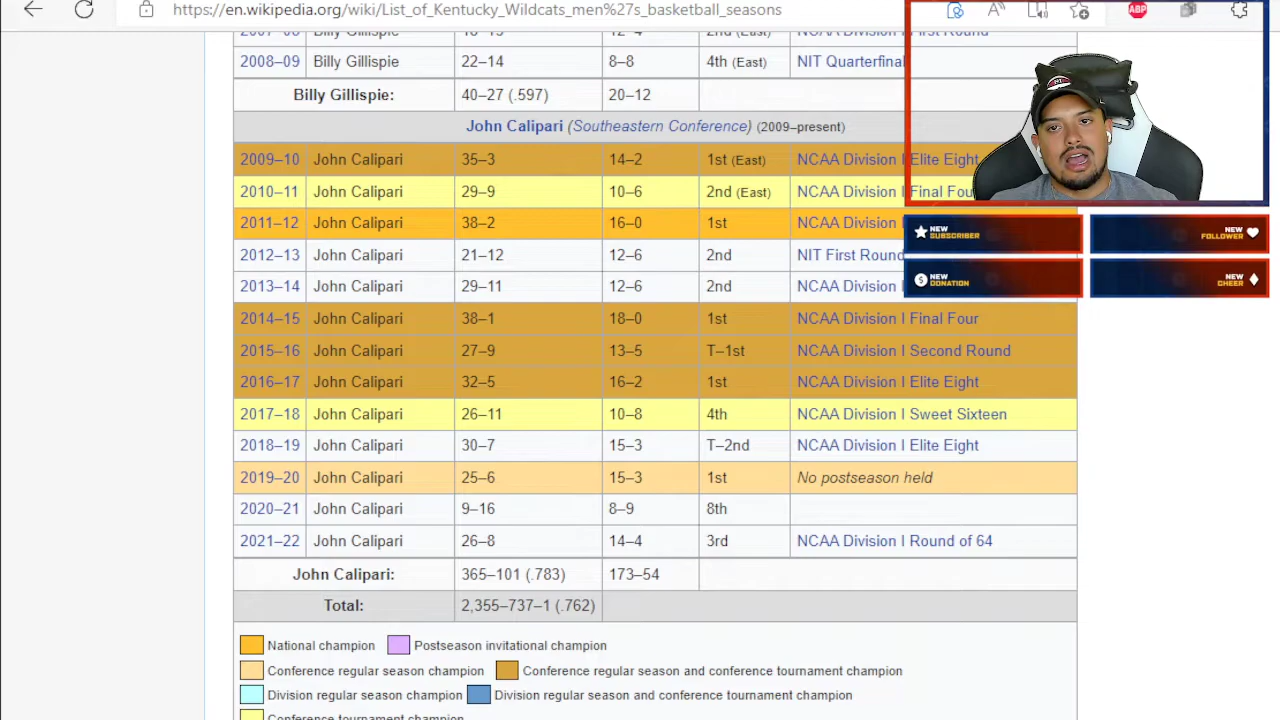 https://en.wikipedia.org/wiki/List_of_Kentucky_Wildcats_men%27s_basketball_seasons
ABP
2008–09 Billy Gillispie 22–14 8–8 4th (East) NIT Quarterfinal
Billy Gillispie: 40–27 (.597) 20–12
John Calipari (Southeastern Conference) (2009–present)
2009–10 John Calipari 35–3 14–2 1st (East) NCAA Division I Elite Eight
2010–11 John Calipari 29–9 10–6 2nd (East) NCAA Division I Final Fou
2011–12 John Calipari 38–2 16–0 1st NCAA Division
NEW SUBSCRIBER
NEW FOLLOWER
2012–13 John Calipari 21–12 12–6 2nd NIT First Round
2013–14 John Calipari 29–11 12–6 2nd NCAA Division
NEW DONATION
NEW CHEER
2014–15 John Calipari 38–1 18–0 1st NCAA Division I Final Four
2015–16 John Calipari 27–9 13–5 T–1st NCAA Division I Second Round
2016–17 John Calipari 32–5 16–2 1st NCAA Division I Elite Eight
2017–18 John Calipari 26–11 10–8 4th NCAA Division I Sweet Sixteen
2018–19 John Calipari 30–7 15–3 T–2nd NCAA Division I Elite Eight
2019–20 John Calipari 25–6 15–3 1st No postseason held
2020–21 John Calipari 9–16 8–9 8th
2021–22 John Calipari 26–8 14–4 3rd NCAA Division I Round of 64
John Calipari: 365–101 (.783) 173–54
Total: 2,355–737–1 (.762)
National champion Postseason invitational champion
Conference regular season champion Conference regular season and conference tournament champion
Division regular season champion Division regular season and conference tournament champion
Conference tournament champion